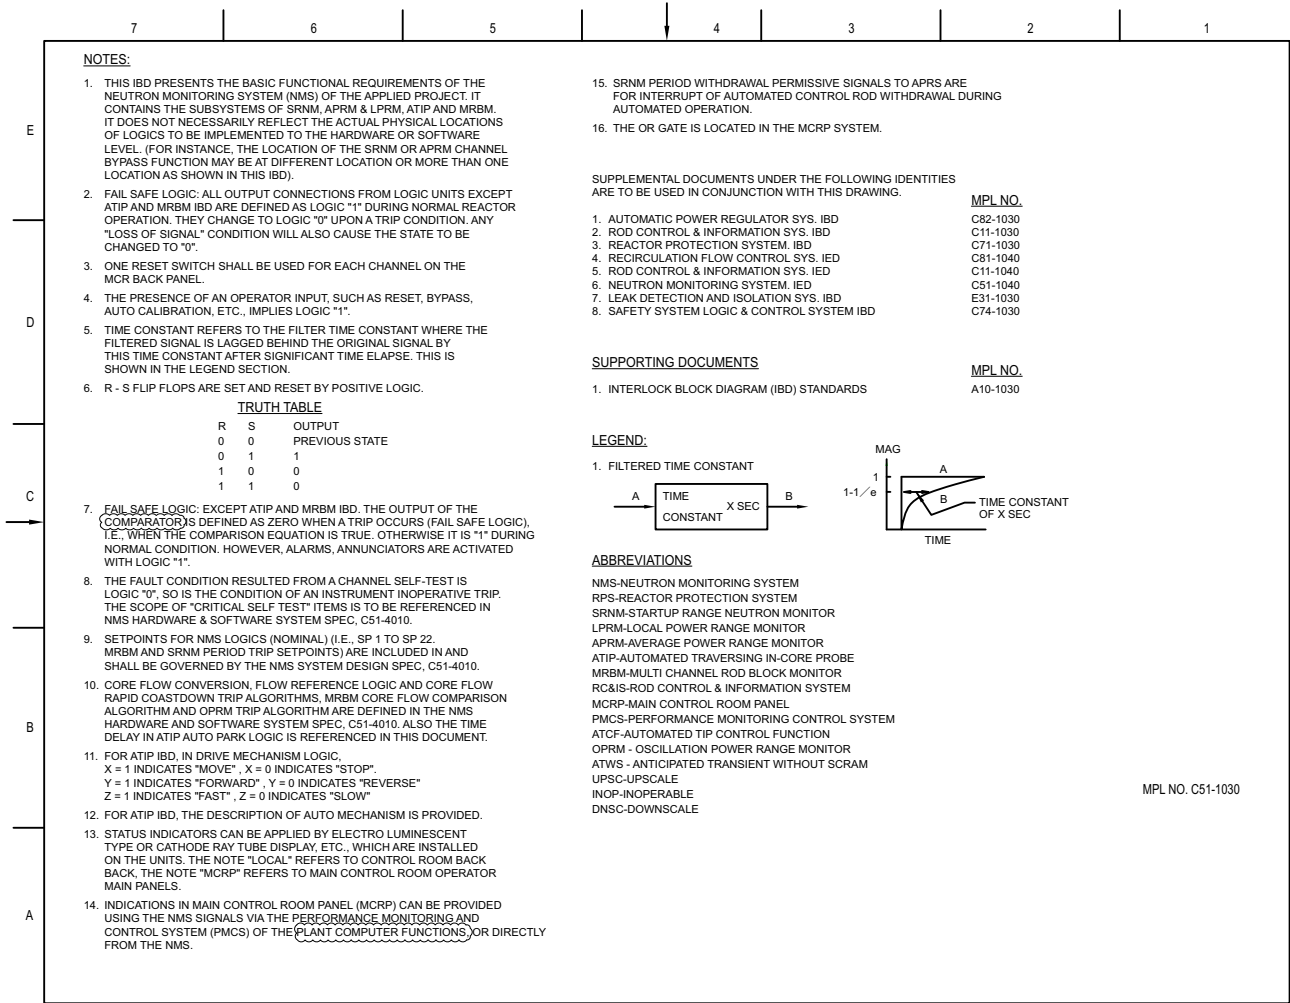 7 6 5 4 3 2 1
E
D
C
B
A
NOTES:
1. THIS IBD PRESENTS THE BASIC FUNCTIONAL REQUIREMENTS OF THE
NEUTRON MONITORING SYSTEM (NMS) OF THE APPLIED PROJECT. IT
CONTAINS THE SUBSYSTEMS OF SRNM, APRM & LPRM, ATIP AND MRBM.
IT DOES NOT NECESSARILY REFLECT THE ACTUAL PHYSICAL LOCATIONS
OF LOGICS TO BE IMPLEMENTED TO THE HARDWARE OR SOFTWARE
LEVEL. (FOR INSTANCE, THE LOCATION OF THE SRNM OR APRM CHANNEL
BYPASS FUNCTION MAY BE AT DIFFERENT LOCATION OR MORE THAN ONE
LOCATION AS SHOWN IN THIS IBD).
2. FAIL SAFE LOGIC: ALL OUTPUT CONNECTIONS FROM LOGIC UNITS EXCEPT
ATIP AND MRBM IBD ARE DEFINED AS LOGIC "1" DURING NORMAL REACTOR
OPERATION. THEY CHANGE TO LOGIC "0" UPON A TRIP CONDITION. ANY
"LOSS OF SIGNAL" CONDITION WILL ALSO CAUSE THE STATE TO BE
CHANGED TO "0".
3. ONE RESET SWITCH SHALL BE USED FOR EACH CHANNEL ON THE
MCR BACK PANEL.
4. THE PRESENCE OF AN OPERATOR INPUT, SUCH AS RESET, BYPASS,
AUTO CALIBRATION, ETC., IMPLIES LOGIC "1".
5. TIME CONSTANT REFERS TO THE FILTER TIME CONSTANT WHERE THE
FILTERED SIGNAL IS LAGGED BEHIND THE ORIGINAL SIGNAL BY
THIS TIME CONSTANT AFTER SIGNIFICANT TIME ELAPSE. THIS IS
SHOWN IN THE LEGEND SECTION.
6. R - S FLIP FLOPS ARE SET AND RESET BY POSITIVE LOGIC.
TRUTH TABLE
R S OUTPUT
0 0 PREVIOUS STATE
0 1 1
1 0 0
1 1 0
7. FAIL SAFE LOGIC: EXCEPT ATIP AND MRBM IBD. THE OUTPUT OF THE
COMPARATOR IS DEFINED AS ZERO WHEN A TRIP OCCURS (FAIL SAFE LOGIC),
I.E., WHEN THE COMPARISON EQUATION IS TRUE. OTHERWISE IT IS "1" DURING
NORMAL CONDITION. HOWEVER, ALARMS, ANNUNCIATORS ARE ACTIVATED
WITH LOGIC "1".
8. THE FAULT CONDITION RESULTED FROM A CHANNEL SELF-TEST IS
LOGIC "0", SO IS THE CONDITION OF AN INSTRUMENT INOPERATIVE TRIP.
THE SCOPE OF "CRITICAL SELF TEST" ITEMS IS TO BE REFERENCED IN
NMS HARDWARE & SOFTWARE SYSTEM SPEC, C51-4010.
9. SETPOINTS FOR NMS LOGICS (NOMINAL) (I.E., SP 1 TO SP 22.
MRBM AND SRNM PERIOD TRIP SETPOINTS) ARE INCLUDED IN AND
SHALL BE GOVERNED BY THE NMS SYSTEM DESIGN SPEC, C51-4010.
10. CORE FLOW CONVERSION, FLOW REFERENCE LOGIC AND CORE FLOW
RAPID COASTDOWN TRIP ALGORITHMS, MRBM CORE FLOW COMPARISON
ALGORITHM AND OPRM TRIP ALGORITHM ARE DEFINED IN THE NMS
HARDWARE AND SOFTWARE SYSTEM SPEC, C51-4010. ALSO THE TIME
DELAY IN ATIP AUTO PARK LOGIC IS REFERENCED IN THIS DOCUMENT.
11. FOR ATIP IBD, IN DRIVE MECHANISM LOGIC,
X = 1 INDICATES "MOVE" , X = 0 INDICATES "STOP".
Y = 1 INDICATES "FORWARD" , Y = 0 INDICATES "REVERSE"
Z = 1 INDICATES "FAST" , Z = 0 INDICATES "SLOW"
12. FOR ATIP IBD, THE DESCRIPTION OF AUTO MECHANISM IS PROVIDED.
13. STATUS INDICATORS CAN BE APPLIED BY ELECTRO LUMINESCENT
TYPE OR CATHODE RAY TUBE DISPLAY, ETC., WHICH ARE INSTALLED
ON THE UNITS. THE NOTE "LOCAL" REFERS TO CONTROL ROOM BACK
BACK, THE NOTE "MCRP" REFERS TO MAIN CONTROL ROOM OPERATOR
MAIN PANELS.
14. INDICATIONS IN MAIN CONTROL ROOM PANEL (MCRP) CAN BE PROVIDED
USING THE NMS SIGNALS VIA THE PERFORMANCE MONITORING AND
CONTROL SYSTEM (PMCS) OF THE PLANT COMPUTER FUNCTIONS, OR DIRECTLY
FROM THE NMS.
15. SRNM PERIOD WITHDRAWAL PERMISSIVE SIGNALS TO APRS ARE
FOR INTERRUPT OF AUTOMATED CONTROL ROD WITHDRAWAL DURING
AUTOMATED OPERATION.
16. THE OR GATE IS LOCATED IN THE MCRP SYSTEM.
SUPPLEMENTAL DOCUMENTS UNDER THE FOLLOWING IDENTITIES
ARE TO BE USED IN CONJUNCTION WITH THIS DRAWING.
MPL NO.
1. AUTOMATIC POWER REGULATOR SYS. IBD C82-1030
2. ROD CONTROL & INFORMATION SYS. IBD C11-1030
3. REACTOR PROTECTION SYSTEM. IBD C71-1030
4. RECIRCULATION FLOW CONTROL SYS. IED C81-1040
5. ROD CONTROL & INFORMATION SYS. IED C11-1040
6. NEUTRON MONITORING SYSTEM. IED C51-1040
7. LEAK DETECTION AND ISOLATION SYS. IBD E31-1030
8. SAFETY SYSTEM LOGIC & CONTROL SYSTEM IBD C74-1030
SUPPORTING DOCUMENTS
MPL NO.
1. INTERLOCK BLOCK DIAGRAM (IBD) STANDARDS A10-1030
LEGEND:
1. FILTERED TIME CONSTANT
A
TIME
CONSTANT
X SEC
B
MAG
1
1-1/e
A
B
TIME CONSTANT
OF X SEC
TIME
ABBREVIATIONS
NMS-NEUTRON MONITORING SYSTEM
RPS-REACTOR PROTECTION SYSTEM
SRNM-STARTUP RANGE NEUTRON MONITOR
LPRM-LOCAL POWER RANGE MONITOR
APRM-AVERAGE POWER RANGE MONITOR
ATIP-AUTOMATED TRAVERSING IN-CORE PROBE
MRBM-MULTI CHANNEL ROD BLOCK MONITOR
RC&IS-ROD CONTROL & INFORMATION SYSTEM
MCRP-MAIN CONTROL ROOM PANEL
PMCS-PERFORMANCE MONITORING CONTROL SYSTEM
ATCF-AUTOMATED TIP CONTROL FUNCTION
OPRM - OSCILLATION POWER RANGE MONITOR
ATWS - ANTICIPATED TRANSIENT WITHOUT SCRAM
UPSC-UPSCALE
INOP-INOPERABLE
DNSC-DOWNSCALE
MPL NO. C51-1030